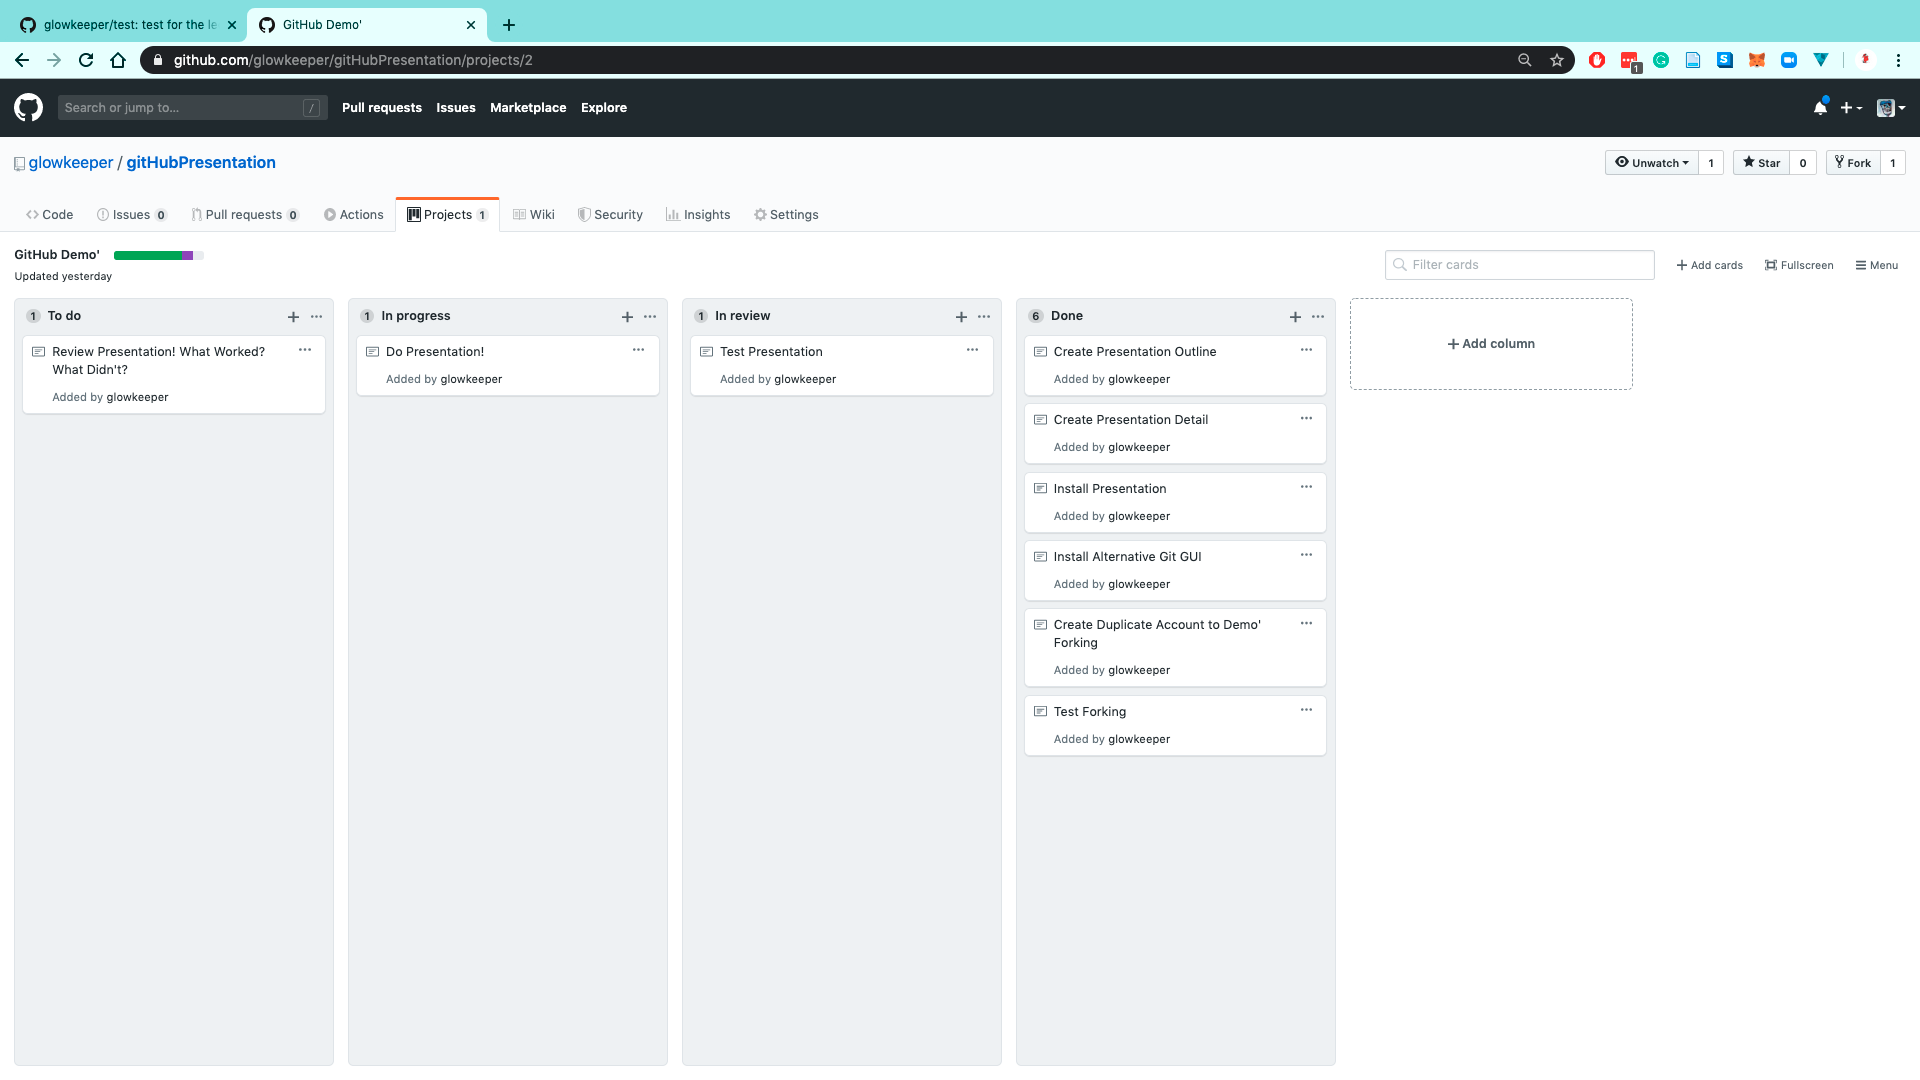 glowkeeper/test: test for the le
GitHub Demo'
github.com/glowkeeper/gitHubPresentation/projects/2
1
Search or jump to... /
Pull requests Issues Marketplace Explore
glowkeeper / gitHubPresentation
Unwatch 1 Star 0 Fork 1
Code Issues 0 Pull requests 0 Actions Projects 1 Wiki Security Insights Settings
GitHub Demo'
Updated yesterday
Filter cards
Add cards Fullscreen Menu
1 To do
Review Presentation! What Worked?
What Didn't?
Added by glowkeeper
1 In progress
Do Presentation!
Added by glowkeeper
1 In review
Test Presentation
Added by glowkeeper
6 Done
Create Presentation Outline
Added by glowkeeper
Create Presentation Detail
Added by glowkeeper
Install Presentation
Added by glowkeeper
Install Alternative Git GUI
Added by glowkeeper
Create Duplicate Account to Demo'
Forking
Added by glowkeeper
Test Forking
Added by glowkeeper
Add column